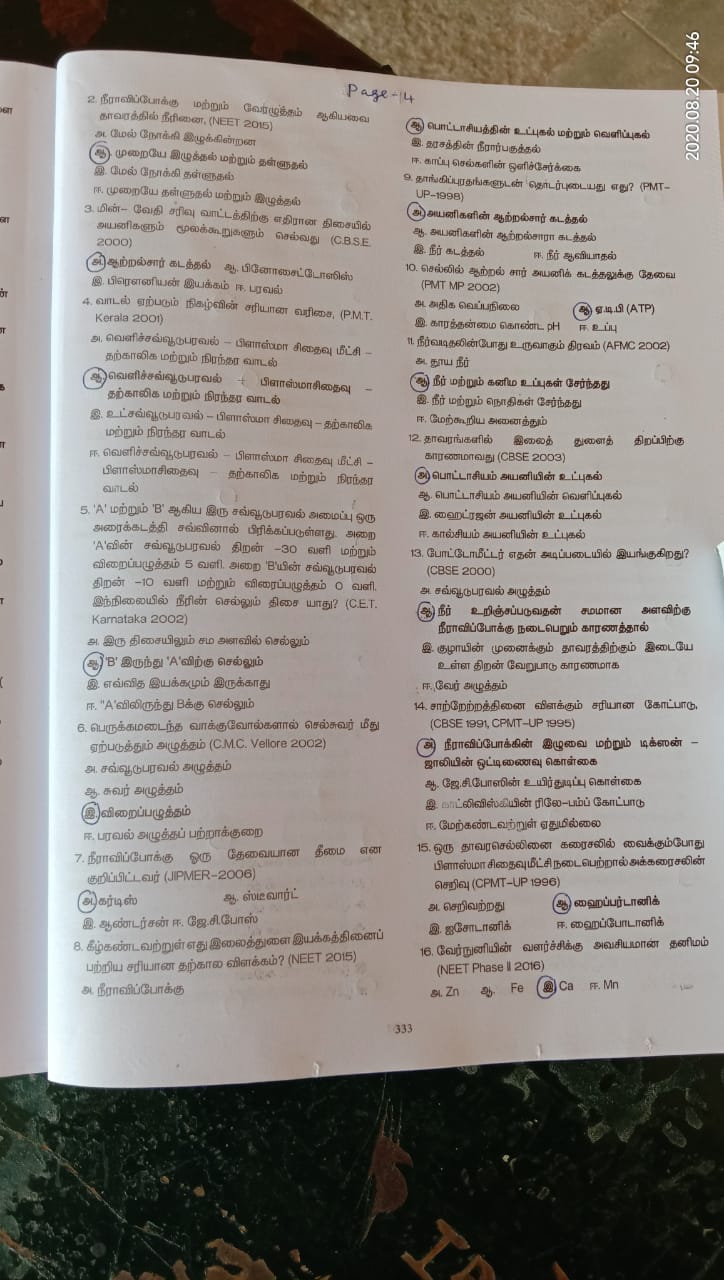 Page-14
2020.08.20 09:46
2. நீராவிப்போக்கு மற்றும் வேர்ழுத்தம் ஆகியவை
தாவரத்தில் நீரினை, (NEET 2015)
அ. மேல் நோக்கி இழுக்கின்றன
ஆ. முறையே இழுத்தல் மற்றும் தள்ளுதல்
இ. மேல் நோக்கி தள்ளுதல்
ஈ. முறையே தள்ளுதல் மற்றும் இழுத்தல்
3. மின்– வேதி சரிவு வாட்டத்திற்கு எதிரான திசையில்
அயனிகளும் மூலக்கூறுகளும் செல்வது (C.B.S.E.
2000)
அ. ஆற்றல்சார் கடத்தல் ஆ. பினோசைட்டோஸிஸ்
இ. பிரௌனியன் இயக்கம் ஈ. பரவல்
4. வாடல் ஏற்படும் நிகழ்வின் சரியான வரிசை, (P.M.T.
Kerala 2001)
அ. வெளிச்சவ்வூடுபரவல் – பிளாஸ்மா சிதைவு மீட்சி –
தற்காலிக மற்றும் நிரந்தர வாடல்
ஆ. வெளிச்சவ்வூடுபரவல் – பிளாஸ்மாசிதைவு –
தற்காலிக மற்றும் நிரந்தர வாடல்
இ. உட்சவ்வூடுபரவல் – பிளாஸ்மா சிதைவு – தற்காலிக
மற்றும் நிரந்தர வாடல்
ஈ. வெளிச்சவ்வூடுபரவல் – பிளாஸ்மா சிதைவு மீட்சி –
பிளாஸ்மாசிதைவு – தற்காலிக மற்றும் நிரந்தர
வாடல்
5. 'A' மற்றும் 'B' ஆகிய இரு சவ்வூடுபரவல் அமைப்பு ஒரு
அரைக்கடத்தி சவ்வினால் பிரிக்கப்படுள்ளது. அறை
'A'வின் சவ்வூடுபரவல் திறன் –30 வளி மற்றும்
விறைப்பழுத்தம் 5 வளி. அறை 'B'யின் சவ்வூடுபரவல்
திறன் –10 வளி மற்றும் விரைப்பழுத்தம் 0 வளி.
இந்நிலையில் நீரின் செல்லும் திசை யாது? (C.E.T.
Karnataka 2002)
அ. இரு திசையிலும் சம அளவில் செல்லும்
ஆ. 'B' இருந்து 'A'விற்கு செல்லும்
இ. எவ்வித இயக்கமும் இருக்காது
ஈ. "A'விலிருந்து Bக்கு செல்லும்
6. பெருக்கமடைந்த வாக்குவோல்களால் செல்சுவர் மீது
ஏற்படுத்தும் அழுத்தம் (C.M.C. Vellore 2002)
அ. சவ்வூடுபரவல் அழுத்தம்
ஆ. சுவர் அழுத்தம்
இ. விறைப்பழுத்தம்
ஈ. பரவல் அழுத்தப் பற்றாக்குறை
7. நீராவிப்போக்கு ஓரு தேவையான தீமை என
குறிப்பிட்டவர் (JIPMER–2006)
அ. கர்டிஸ் ஆ. ஸ்டீவார்ட்
இ. ஆண்டர்சன் ஈ. ஜே.சி.போஸ்
8. கீழ்கண்டவற்றுள் எது இலைத்துளை இயக்கத்தினைப்
பற்றிய சரியான தற்கால விளக்கம்? (NEET 2015)
அ. நீராவிப்போக்கு
ஆ. பொட்டாசியத்தின் உட்புகல் மற்றும் வெளிப்புகல்
இ. தரசத்தின் நீரார்பகுத்தல்
ஈ. காப்பு செல்களின் ஒளிச்சேர்க்கை
9. தாங்கிப்புரதங்களுடன் தொடர்புடையது எது? (PMT–
UP–1998)
அ. அயனிகளின் ஆற்றல்சார் கடத்தல்
ஆ. அயனிகளின் ஆற்றல்சாரா கடத்தல்
இ. நீர் கடத்தல் ஈ. நீர் ஆவியாதல்
10. செல்லில் ஆற்றல் சார் அயனிக் கடத்தலுக்கு தேவை
(PMT MP 2002)
அ. அதிக வெப்பநிலை ஆ. ஏ.டி.பி (ATP)
இ. காரத்தன்மை கொண்ட pH ஈ. உப்பு
11. நீர்வடிதலின்போது உருவாகும் திரவம் (AFMC 2002)
அ. தூய நீர்
ஆ. நீர் மற்றும் கனிம உப்புகள் சேர்ந்தது
இ. நீர் மற்றும் நொதிகள் சேர்ந்தது
ஈ. மேற்கூறிய அனைத்தும்
12. தாவரங்களில் இலைத் துளைத் திறப்பிற்கு
காரணமாவது (CBSE 2003)
அ. பொட்டாசியம் அயனியின் உட்புகல்
ஆ. பொட்டாசியம் அயனியின் வெளிப்புகல்
இ. ஹைட்ரஜன் அயனியின் உட்புகல்
ஈ. கால்சியம் அயனியின் உட்புகல்
13. போட்டோமீட்டர் எதன் அடிப்படையில் இயங்குகிறது?
(CBSE 2000)
அ. சவ்வூடுபரவல் அழுத்தம்
ஆ. நீர் உறிஞ்சப்படுவதன் சமமான அளவிற்கு
நீராவிப்போக்கு நடைபெறும் காரணத்தால்
இ. குழாயின் முனைக்கும் தாவரத்திற்கும் இடையே
உள்ள திறன் வேறுபாடு காரணமாக
ஈ. வேர் அழுத்தம்
14. சாற்றேற்றத்தினை விளக்கும் சரியான கோட்பாடு,
(CBSE 1991, CPMT–UP 1995)
அ. நீராவிப்போக்கின் இழுவை மற்றும் டிக்ஸன் –
ஜாலியின் ஒட்டிணைவு கொள்கை
ஆ. ஜே.சி.போஸின் உயிர்துடிப்பு கொள்கை
இ. காட்லிவிஸ்கியின் ரிலே–பம்ப் கோட்பாடு
ஈ. மேற்கண்டவற்றுள் ஏதுமில்லை
15. ஒரு தாவரசெல்லினை கரைசலில் வைக்கும்போது
பிளாஸ்மா சிதைவுமீட்சி நடைபெற்றால் அக்கரைசலின்
செறிவு (CPMT–UP 1996)
அ. செறிவற்றது ஆ. ஹைப்பர்டானிக்
இ. ஐசோடானிக் ஈ. ஹைப்போடானிக்
16. வேர்நுனியின் வளர்ச்சிக்கு அவசியமான தனிமம்
(NEET Phase II 2016)
அ. Zn ஆ. Fe இ. Ca ஈ. Mn
333